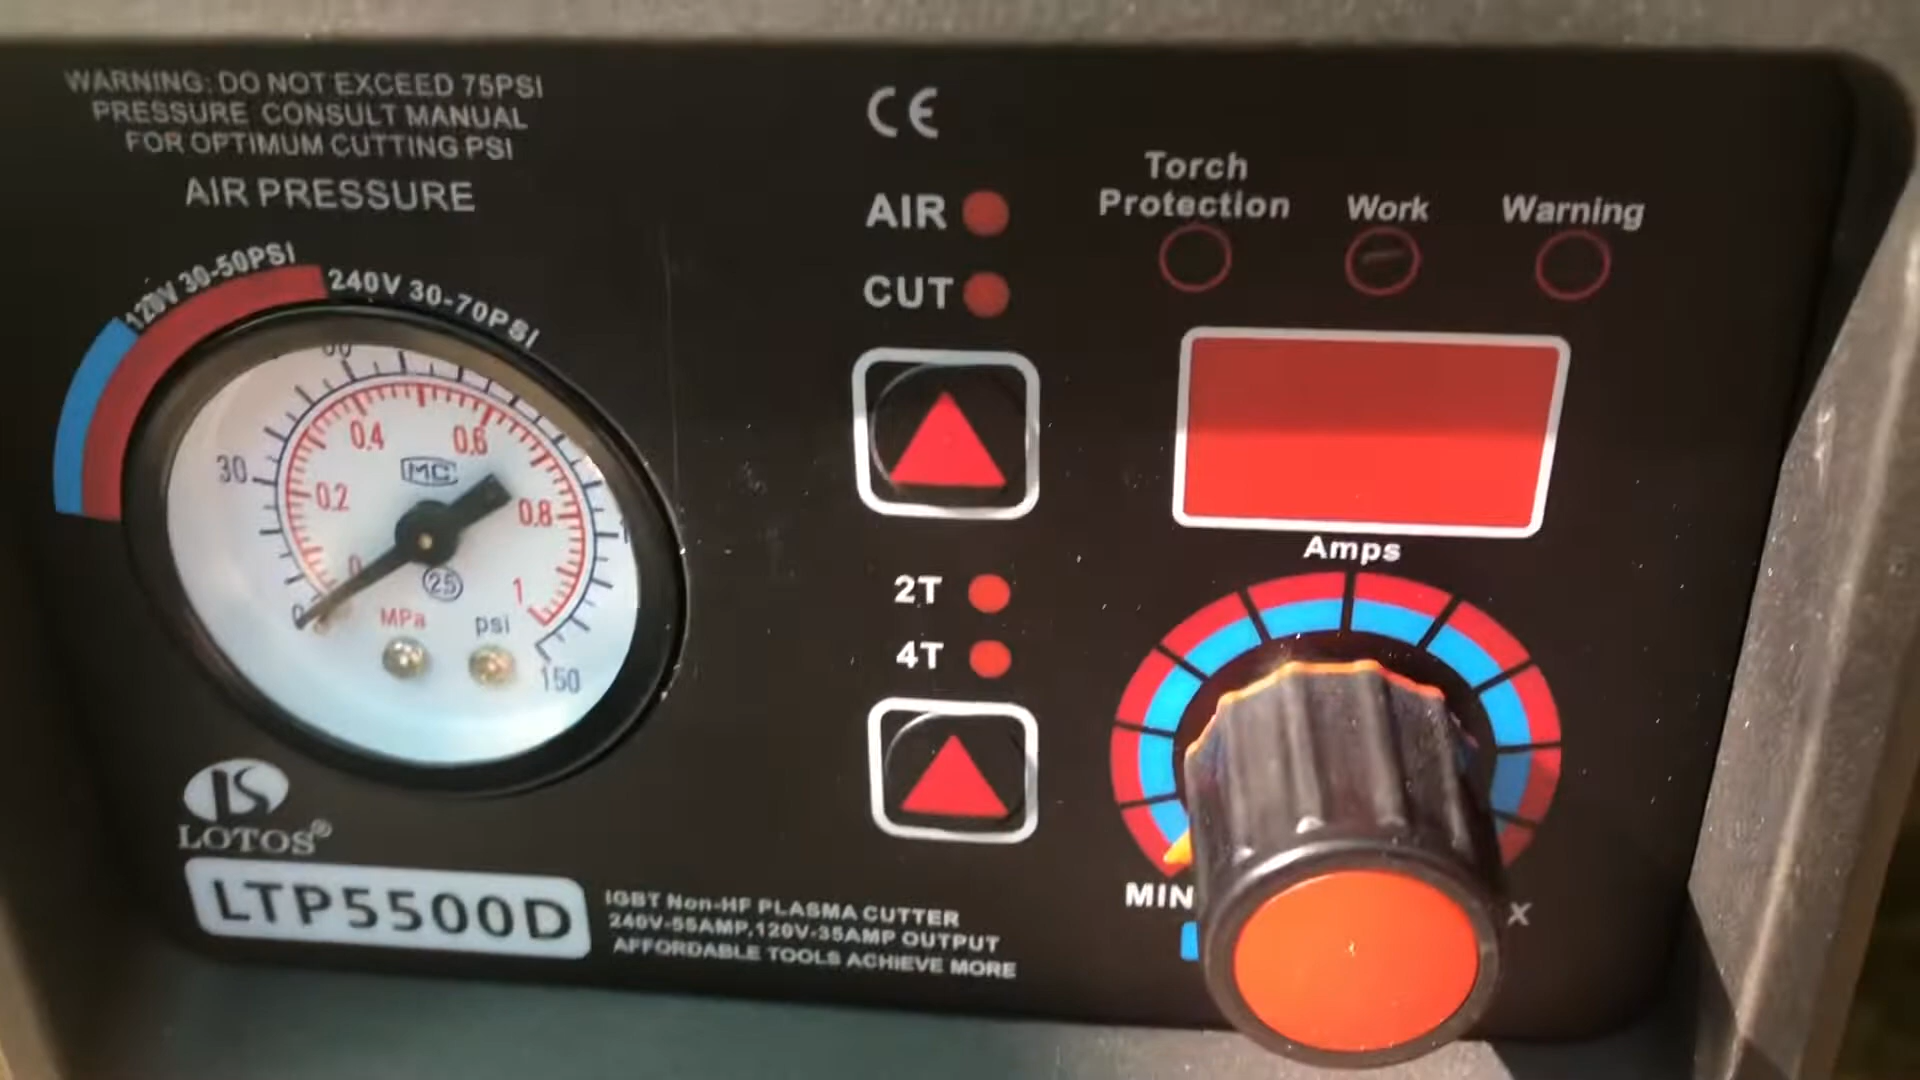 WARNING: DO NOT EXCEED 75PSI
PRESSURE CONSULT MANUAL
FOR OPTIMUM CUTTING PSI
AIR PRESSURE
120V 30-50PSI
240V 30-70PSI
30
0
150
0
0.2
0.4
0.6
0.8
1
MC
25
MPa
psi
LOTOS®
LTP5500D
IGBT Non-HF PLASMA CUTTER
240V-55AMP,120V-35AMP OUTPUT
AFFORDABLE TOOLS ACHIEVE MORE
CE
AIR
CUT
2T
4T
Torch
Protection
Work
Warning
Amps
MIN
X